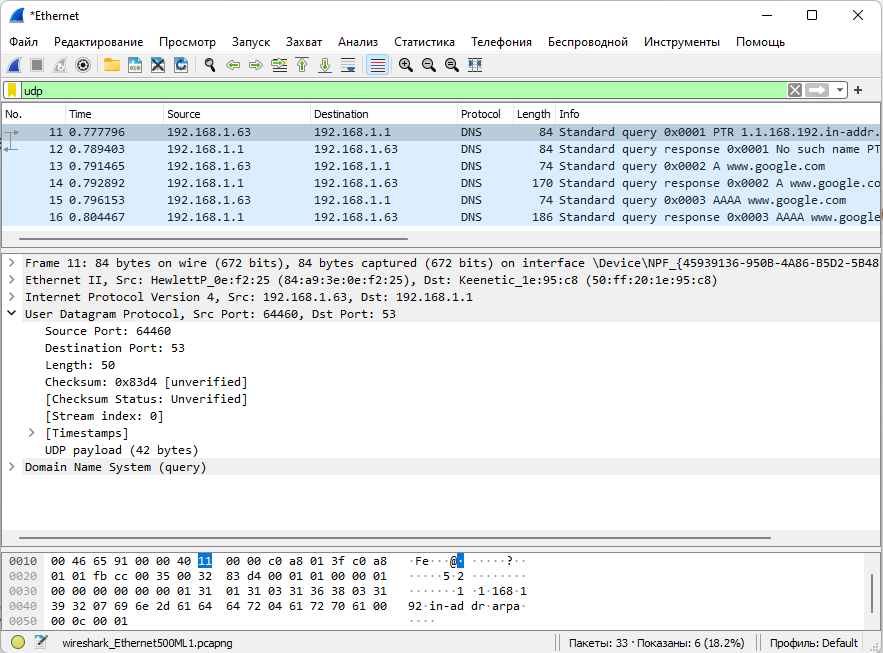 *Ethernet
Файл Редактирование Просмотр Запуск Захват Анализ Статистика Телефония Беспроводной Инструменты Помощь
udp
No. Time Source Destination Protocol Length Info
11 0.777796 192.168.1.63 192.168.1.1 DNS 84 Standard query 0x0001 PTR 1.1.168.192.in-addr.
12 0.789403 192.168.1.1 192.168.1.63 DNS 84 Standard query response 0x0001 No such name PT
13 0.791465 192.168.1.63 192.168.1.1 DNS 74 Standard query 0x0002 A www.google.com
14 0.792892 192.168.1.1 192.168.1.63 DNS 170 Standard query response 0x0002 A www.google.co
15 0.796153 192.168.1.63 192.168.1.1 DNS 74 Standard query 0x0003 AAAA www.google.com
16 0.804467 192.168.1.1 192.168.1.63 DNS 186 Standard query response 0x0003 AAAA www.google
Frame 11: 84 bytes on wire (672 bits), 84 bytes captured (672 bits) on interface \Device\NPF_{45939136-950B-4A86-B5D2-5B48
Ethernet II, Src: HewlettP_0e:f2:25 (84:a9:3e:0e:f2:25), Dst: Keenetic_1e:95:c8 (50:ff:20:1e:95:c8)
Internet Protocol Version 4, Src: 192.168.1.63, Dst: 192.168.1.1
User Datagram Protocol, Src Port: 64460, Dst Port: 53
Source Port: 64460
Destination Port: 53
Length: 50
Checksum: 0x83d4 [unverified]
[Checksum Status: Unverified]
[Stream index: 0]
[Timestamps]
UDP payload (42 bytes)
Domain Name System (query)
0010 00 46 65 91 00 00 40 11 00 00 c0 a8 01 3f c0 a8 ·Fe···@· ·····?··
0020 01 01 fb cc 00 35 00 32 83 d4 00 01 01 00 00 01 ·····5·2 ········
0030 00 00 00 00 00 00 01 31 01 31 03 31 36 38 03 31 ·······1 ·1·168·1
0040 39 32 07 69 6e 2d 61 64 64 72 04 61 72 70 61 00 92·in-ad dr·arpa·
0050 00 0c 00 01 ····
wireshark_Ethernet500ML1.pcapng Пакеты: 33 · Показаны: 6 (18.2%) Профиль: Default